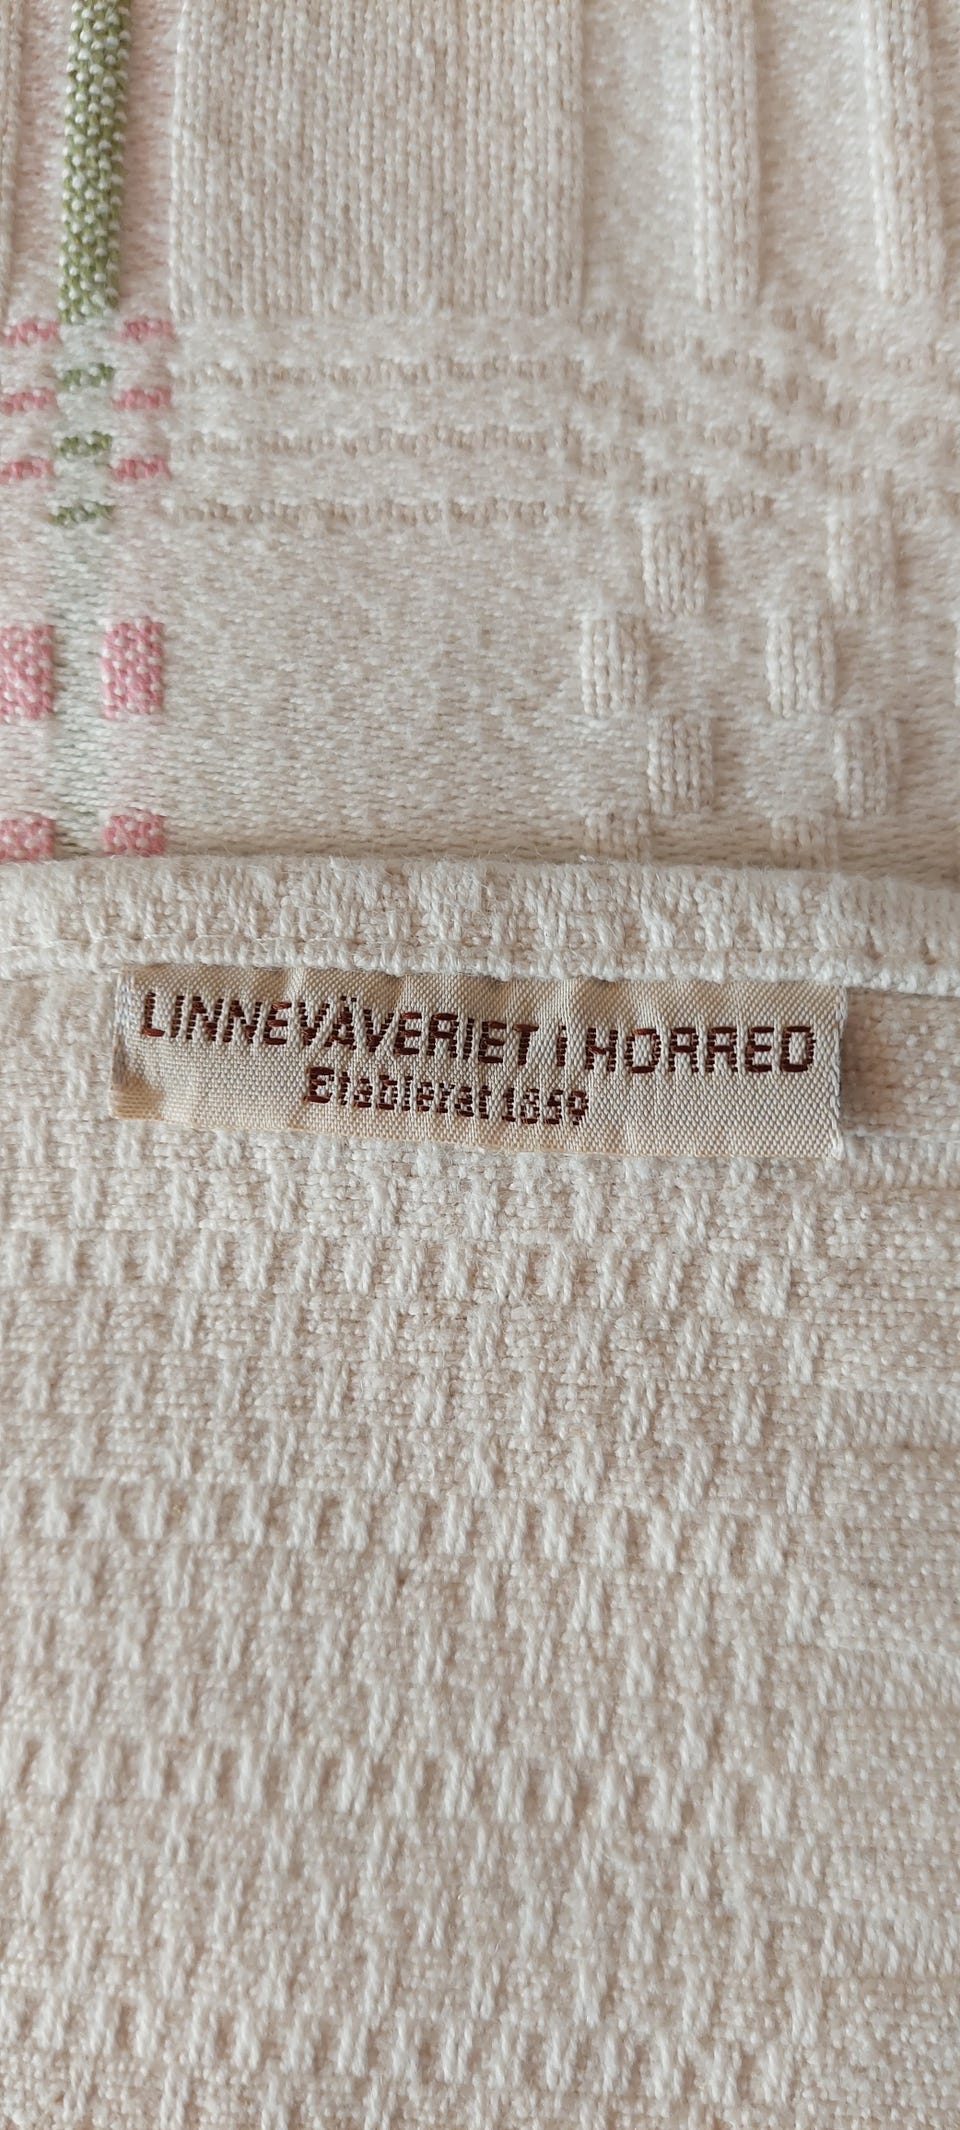 LINNEVÄVERIET i HORRED
Etablerat 1859